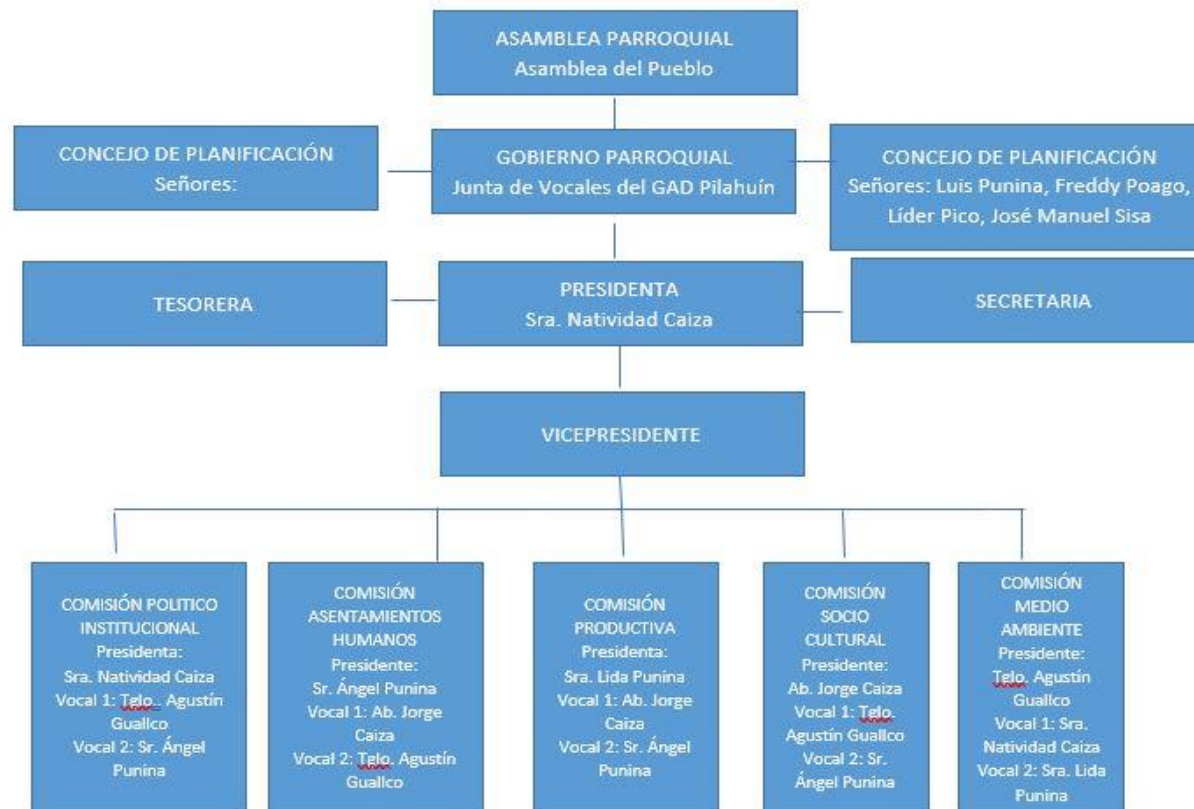 ASAMBLEA PARROQUIAL
Asamblea del Pueblo
CONCEJO DE PLANIFICACIÓN
Señores:
GOBIERNO PARROQUIAL
Junta de Vocales del GAD Pilahuín
CONCEJO DE PLANIFICACIÓN
Señores: Luis Punina, Freddy Poago,
Líder Pico, José Manuel Sisa
TESORERA
PRESIDENTA
Sra. Natividad Caiza
SECRETARIA
VICEPRESIDENTE
COMISIÓN POLITICO
INSTITUCIONAL
Presidenta:
Sra. Natividad Caiza
Vocal 1: Tglo.. Agustín
Guallco
Vocal 2: Sr. Ángel
Punina
COMISIÓN
ASENTAMIENTOS
HUMANOS
Presidente:
Sr. Ángel Punina
Vocal 1: Ab. Jorge
Caiza
Vocal 2: Tglo. Agustín
Guallco
COMISIÓN
PRODUCTIVA
Presidenta:
Sra. Lida Punina
Vocal 1: Ab. Jorge
Caiza
Vocal 2: Sr. Ángel
Punina
COMISIÓN
SOCIO
CULTURAL
Presidente:
Ab. Jorge Caiza
Vocal 1: Tglo.
Agustín Guallco
Vocal 2: Sr.
Ángel Punina
COMISIÓN
MEDIO
AMBIENTE
Presidente:
Tglo. Agustín
Guallco
Vocal 1: Sra.
Natividad Caiza
Vocal 2: Sra. Lida
Punina